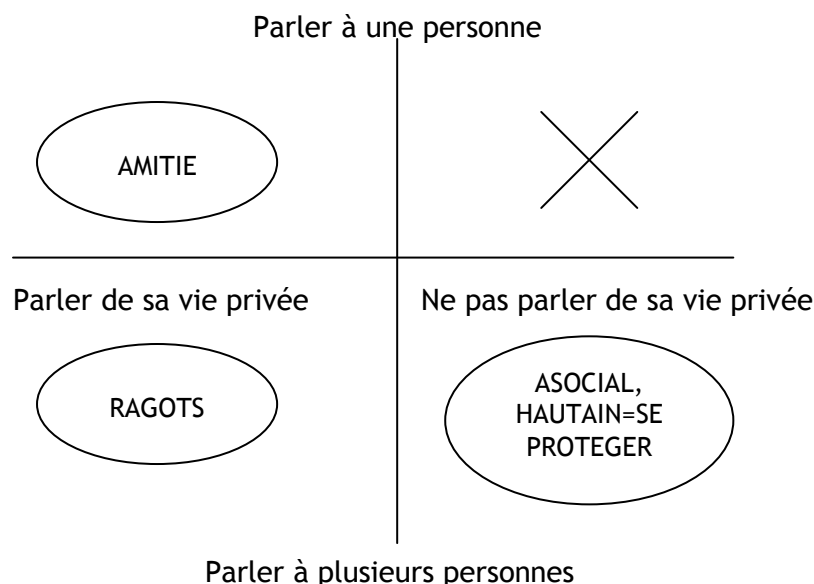 Parler à une personne
AMITIE
Parler de sa vie privée
Ne pas parler de sa vie privée
RAGOTS
ASOCIAL,
HAUTAIN=SE
PROTEGER
Parler à plusieurs personnes